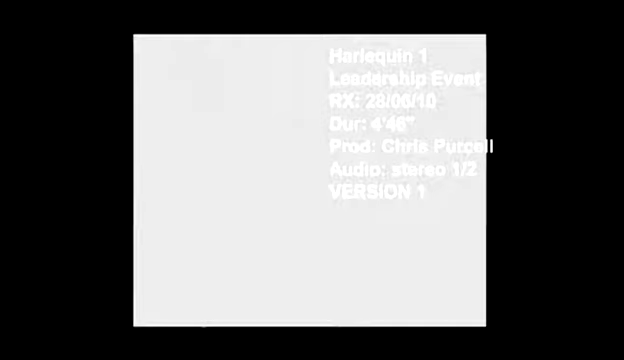 Harlequin 1
Leadership Event
RX: 28/06/10
Dur: 4'46"
Prod: Chris Purcell
Audio: stereo 1/2
VERSION 1